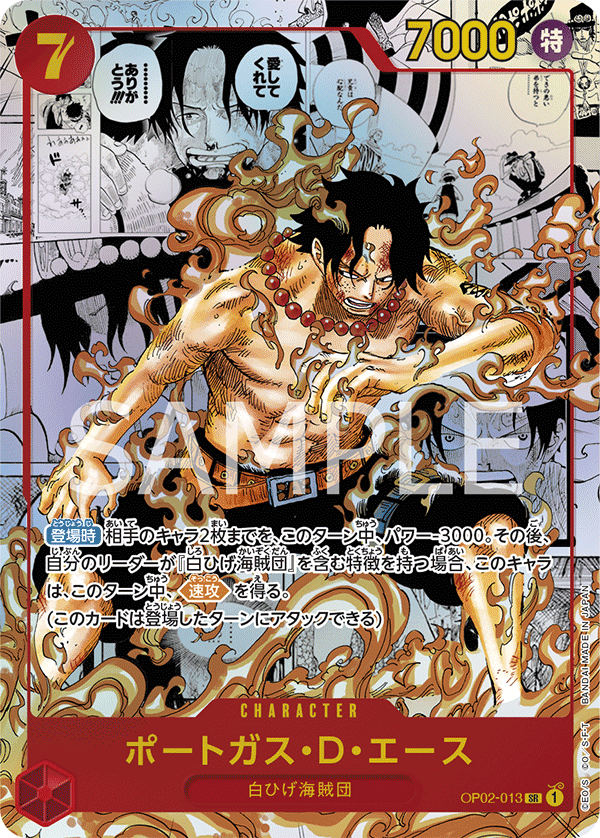 7
7000
特
愛して
くれて
………
ありが
とう!!!
SAMPLE
登場時 相手のキャラ2枚までを、このターン中、パワー-3000。その後、
自分のリーダーが『白ひげ海賊団』を含む特徴を持つ場合、このキャラ
は、このターン中、速攻を得る。
(このカードは登場したターンにアタックできる)
CHARACTER
ポートガス・D・エース
白ひげ海賊団
OP02-013 SR 1
©E.O/S. ©O/S・F・T BANDAI MADE IN JAPAN